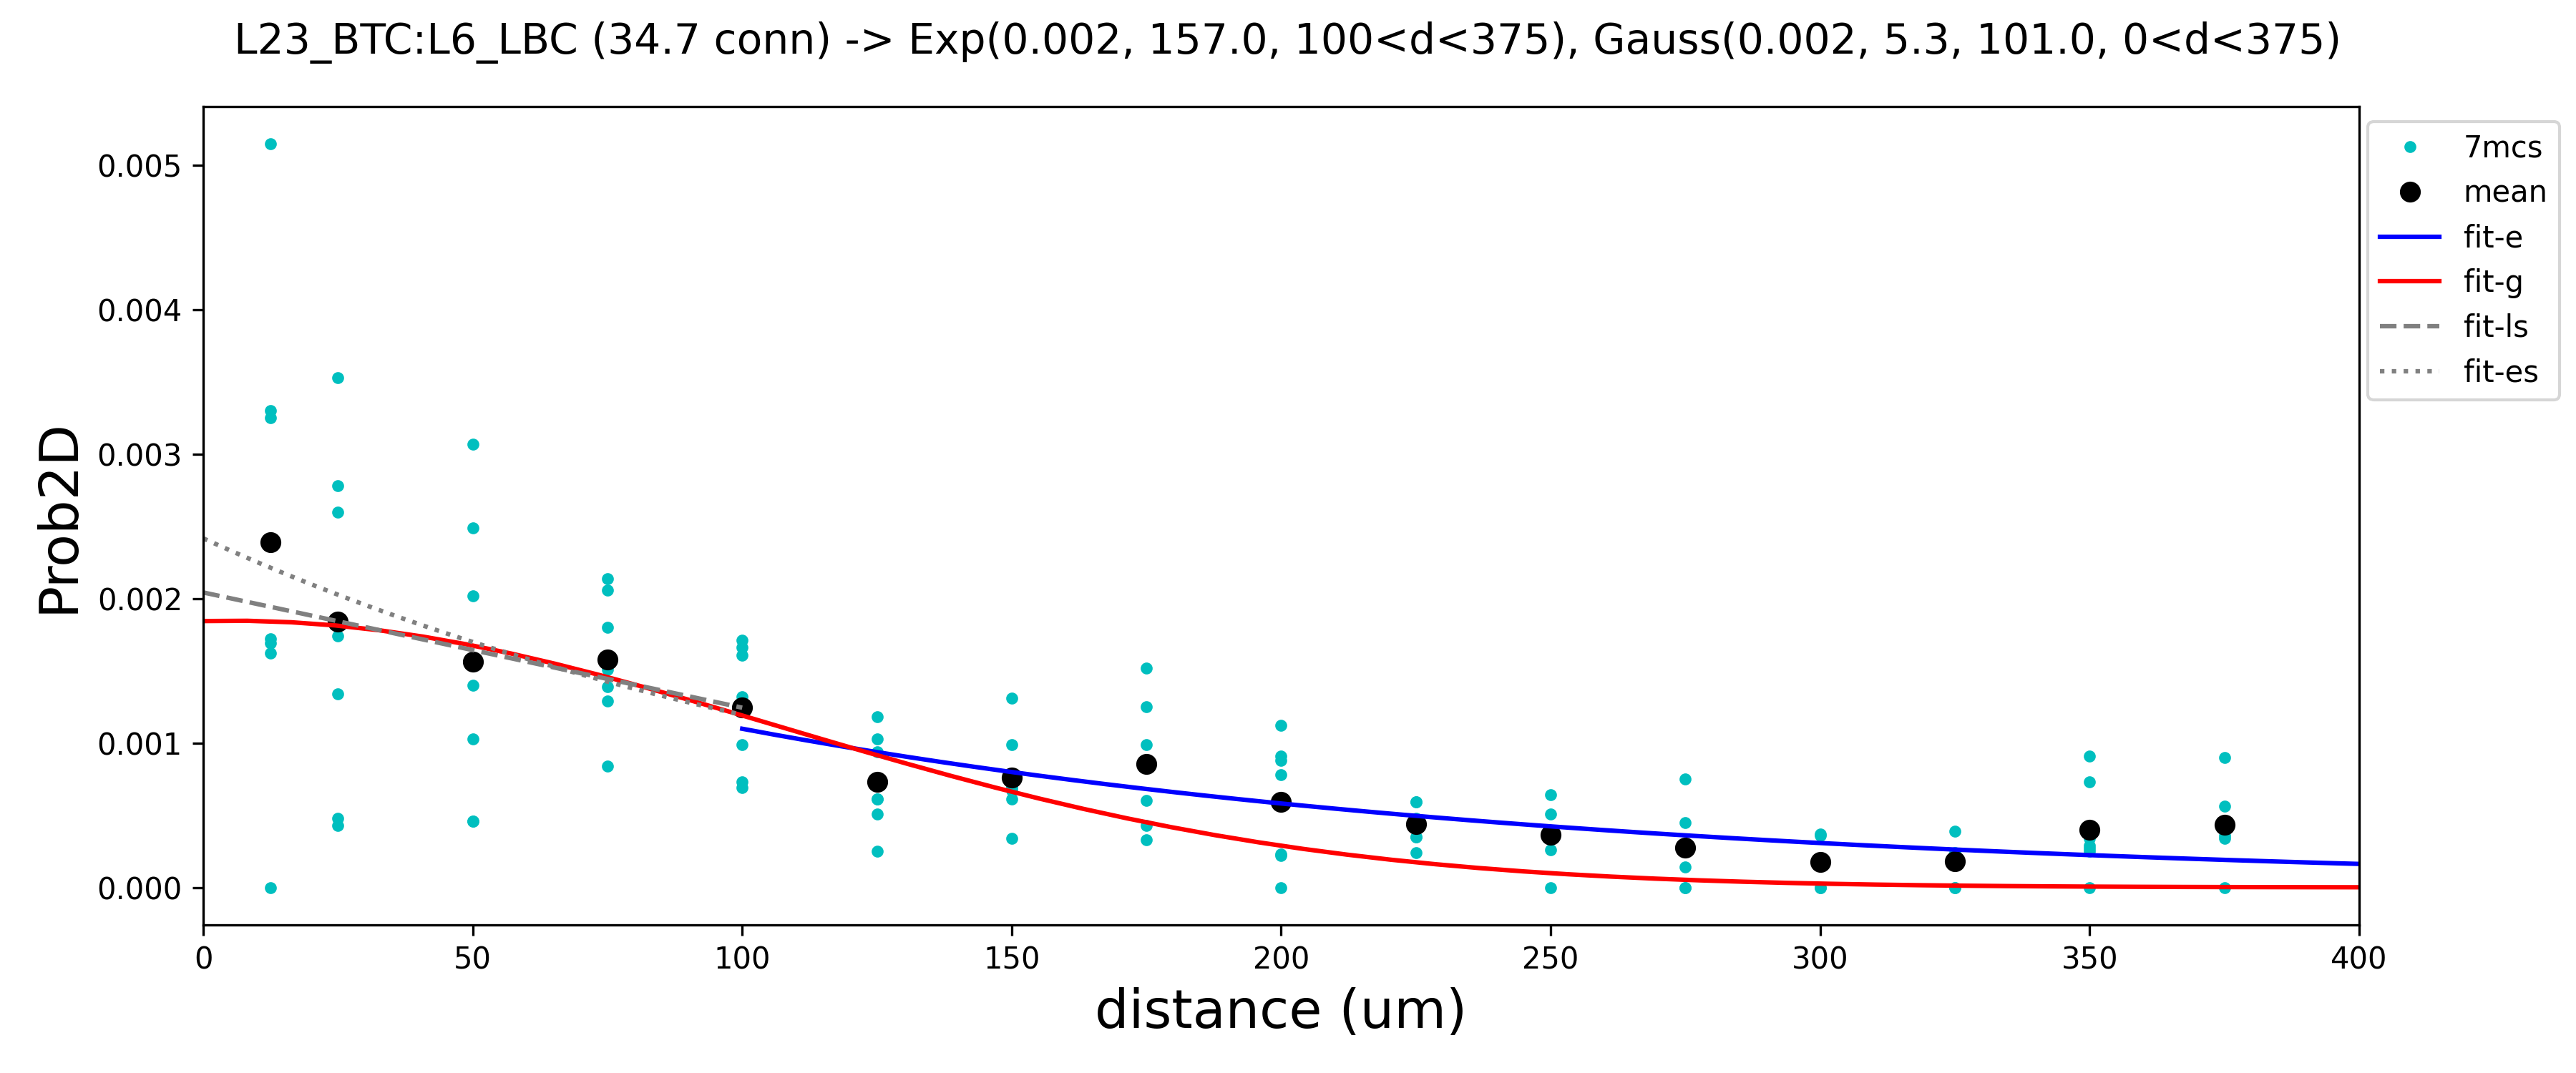 L23_BTC:L6_LBC (34.7 conn) -> Exp(0.002, 157.0, 100<d<375), Gauss(0.002, 5.3, 101.0, 0<d<375)
7mcs
mean
fit-e
fit-g
fit-ls
fit-es
Prob2D
0.005
0.004
0.003
0.002
0.001
0.000
0 50 100 150 200 250 300 350 400
distance (um)